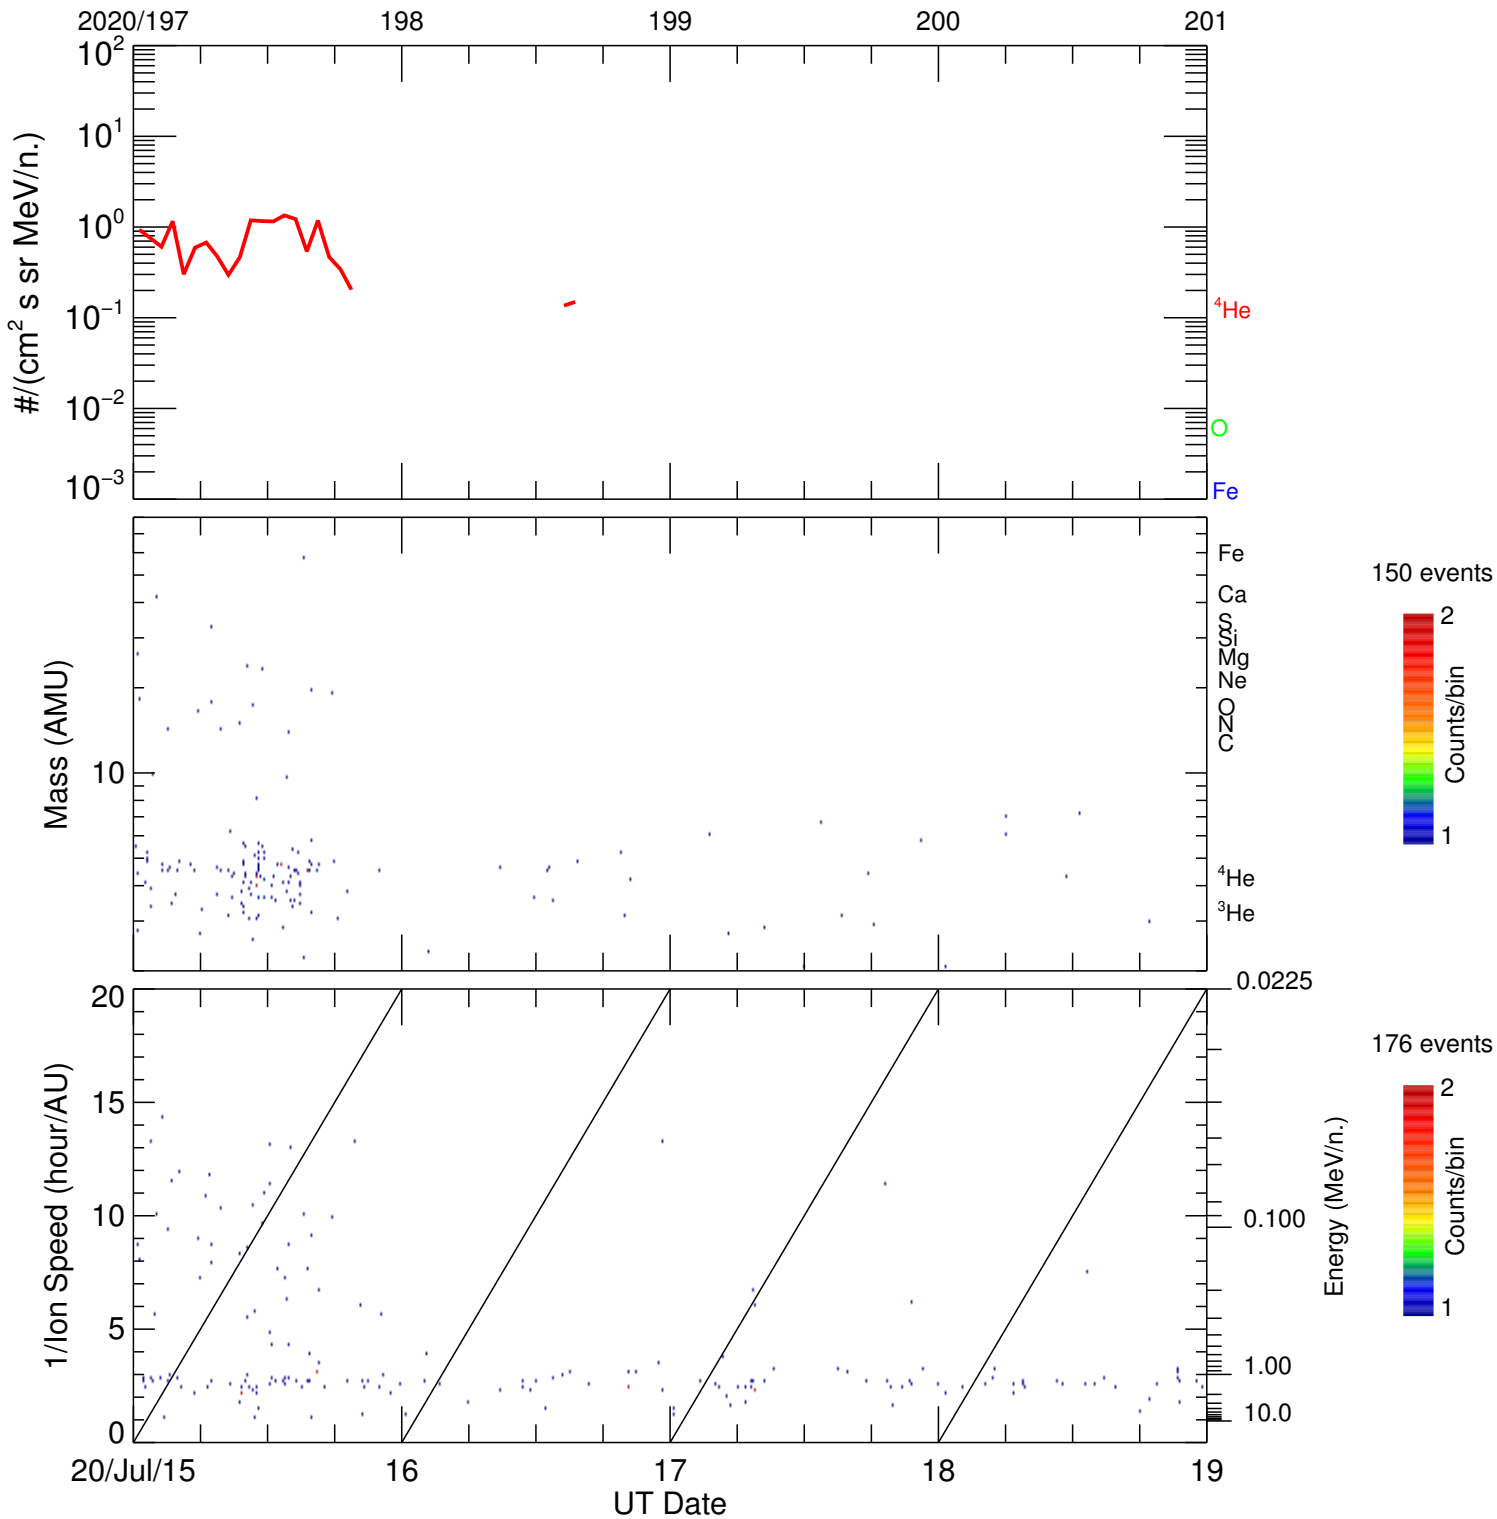 2020/197 198 199 200 201
10² 10¹ 10⁰ 10⁻¹ 10⁻² 10⁻³
#/(cm² s sr MeV/n.)
⁴He
O
Fe
Mass (AMU)
10
Fe
Ca
S
Si
Mg
Ne
O
N
C
⁴He
³He
150 events
2
Counts/bin
1
1/Ion Speed (hour/AU)
20
15
10
5
0
0.0225
0.100
1.00
10.0
Energy (MeV/n.)
176 events
2
Counts/bin
1
20/Jul/15 16 17 18 19
UT Date